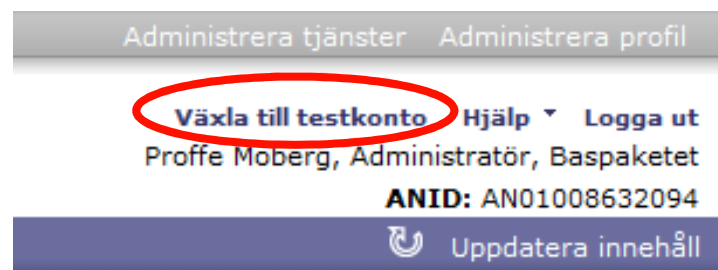 Administrera tjänster Administrera profil
Växla till testkonto Hjälp Logga ut
Proffe Moberg, Administratör, Baspaketet
ANID: AN01008632094
Uppdatera innehåll